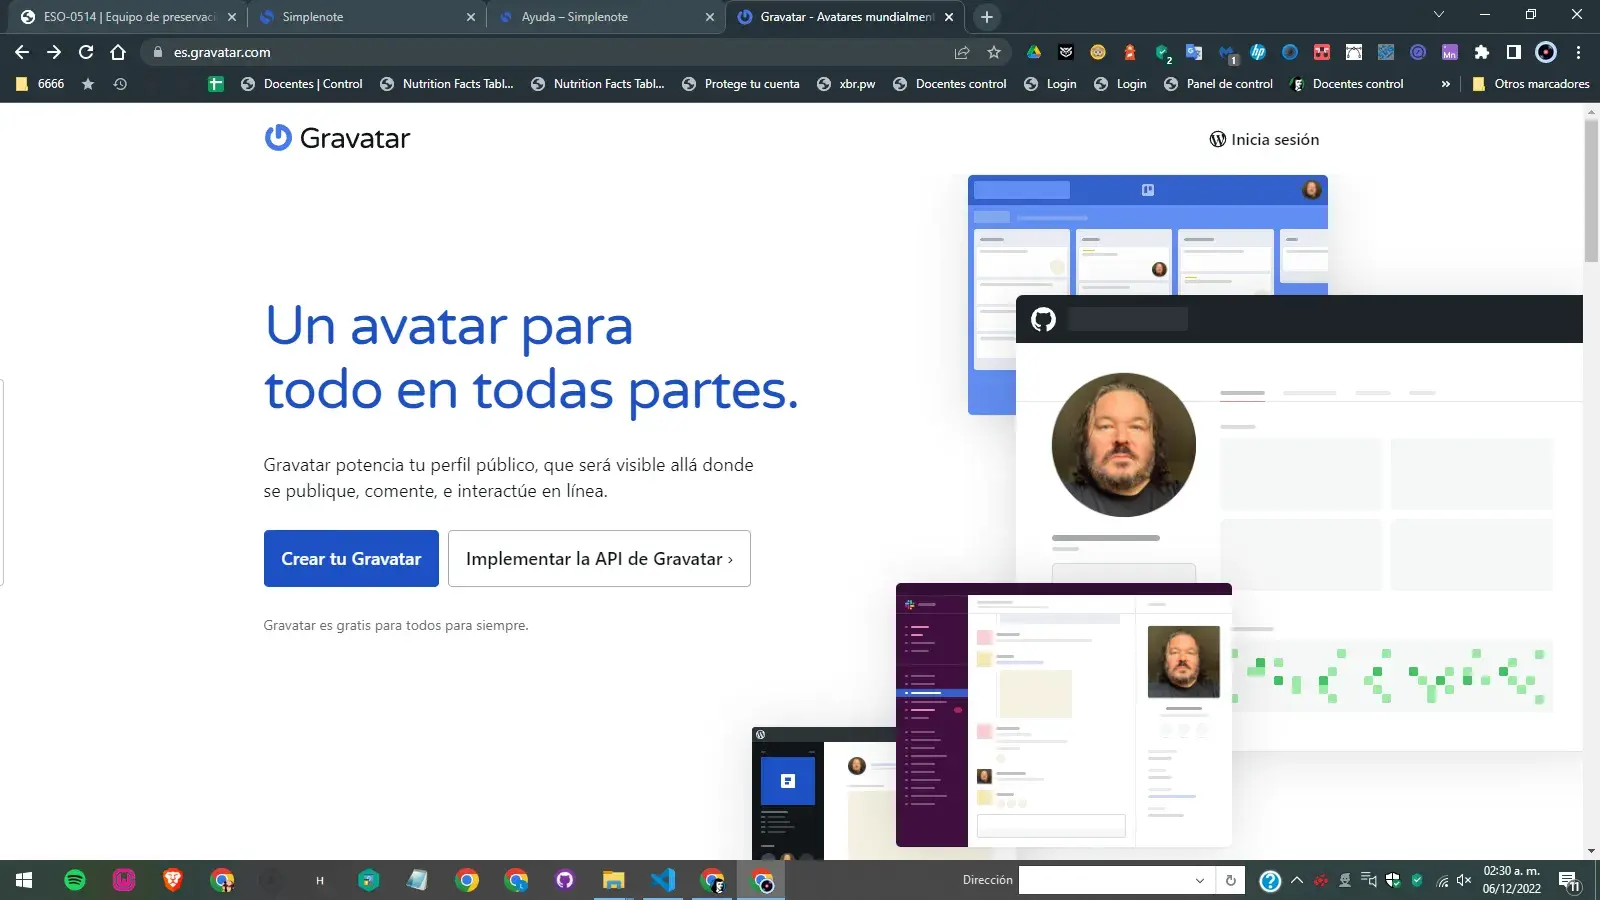 ESO-0514 | Equipo de preservaci
Simplenote
Ayuda – Simplenote
Gravatar - Avatares mundialmen
es.gravatar.com
2
1
Mn
6666
Docentes | Control
Nutrition Facts Tabl...
Nutrition Facts Tabl...
Protege tu cuenta
xbr.pw
Docentes control
Login
Login
Panel de control
Docentes control
»
Otros marcadores
Gravatar
Inicia sesión
Un avatar para
todo en todas partes.
Gravatar potencia tu perfil público, que será visible allá donde
se publique, comente, e interactúe en línea.
Crear tu Gravatar
Implementar la API de Gravatar ›
Gravatar es gratis para todos para siempre.
H
Dirección
02:30 a. m.
06/12/2022
11